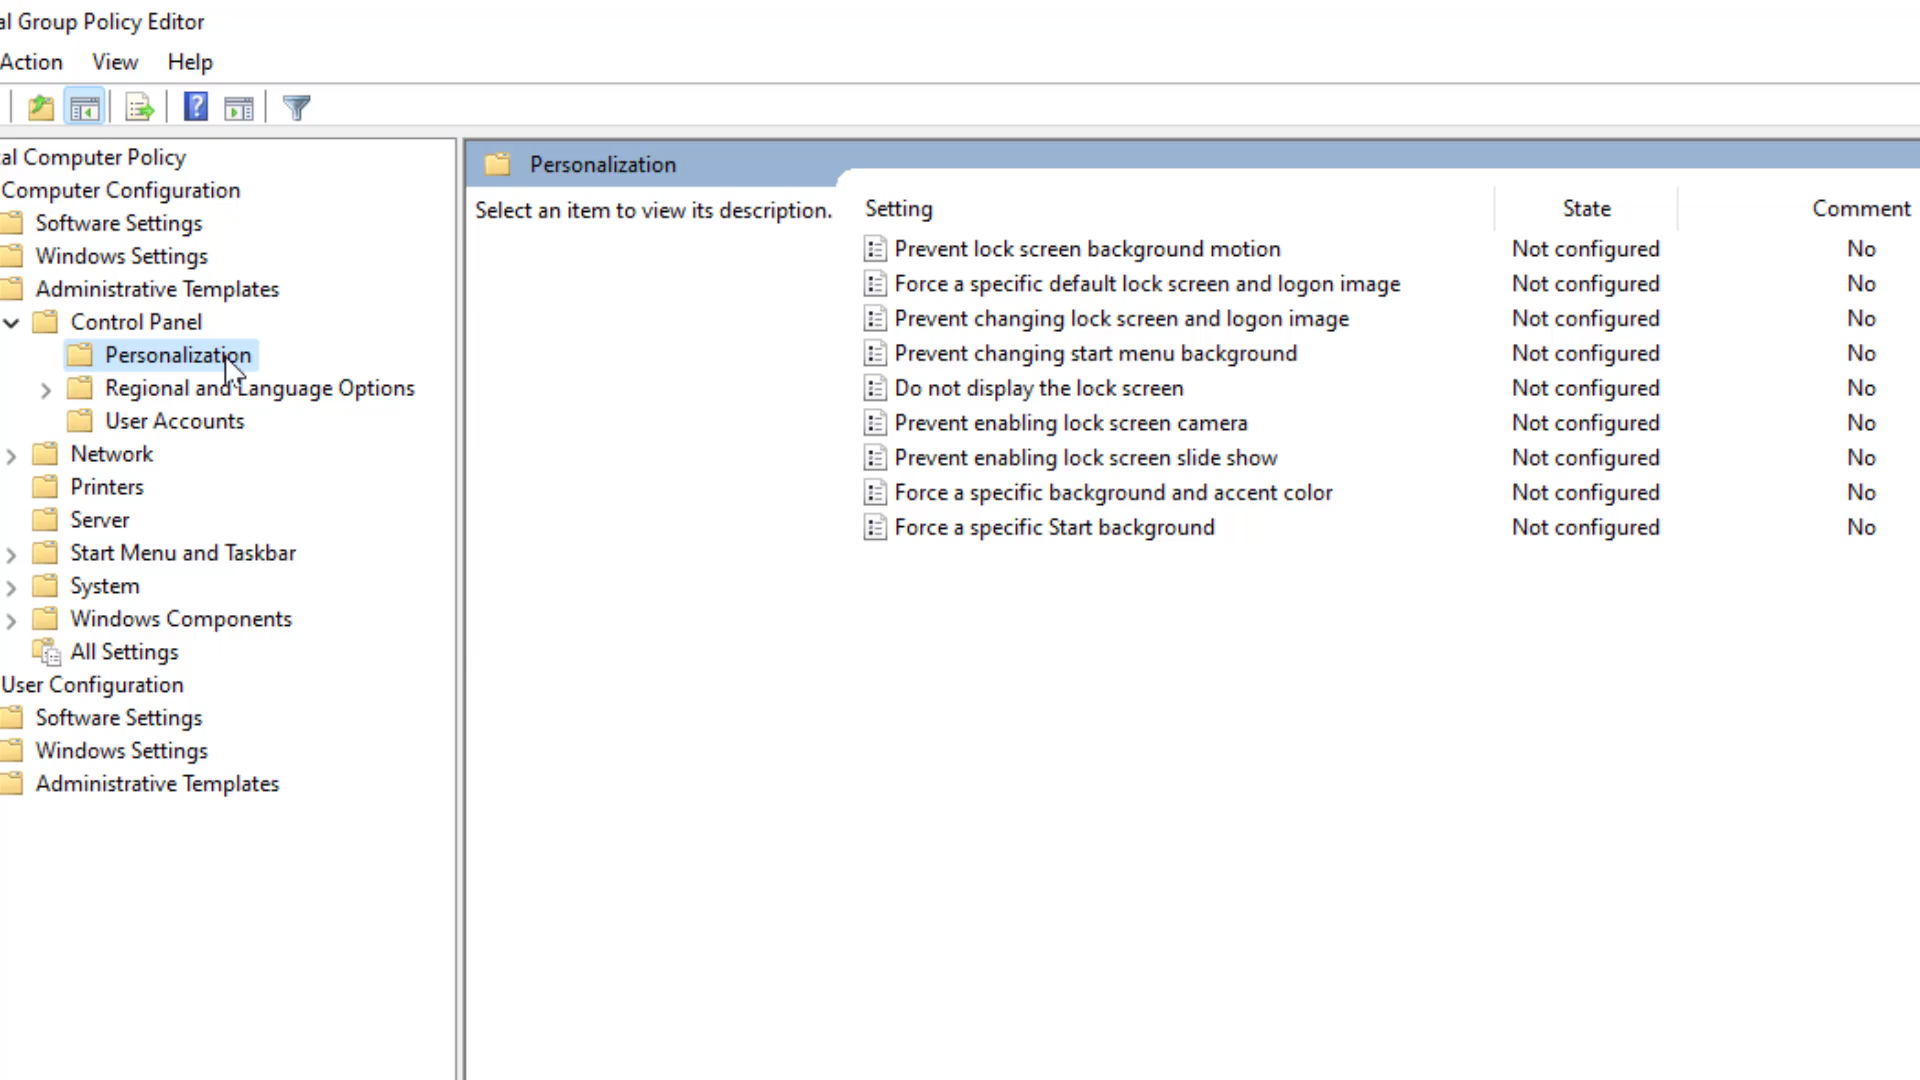 al Group Policy Editor
Action View Help
al Computer Policy
Computer Configuration
Software Settings
Windows Settings
Administrative Templates
Control Panel
Personalization
Regional and Language Options
User Accounts
Network
Printers
Server
Start Menu and Taskbar
System
Windows Components
All Settings
User Configuration
Software Settings
Windows Settings
Administrative Templates
Personalization
Select an item to view its description.
Setting State Comment
Prevent lock screen background motion Not configured No
Force a specific default lock screen and logon image Not configured No
Prevent changing lock screen and logon image Not configured No
Prevent changing start menu background Not configured No
Do not display the lock screen Not configured No
Prevent enabling lock screen camera Not configured No
Prevent enabling lock screen slide show Not configured No
Force a specific background and accent color Not configured No
Force a specific Start background Not configured No